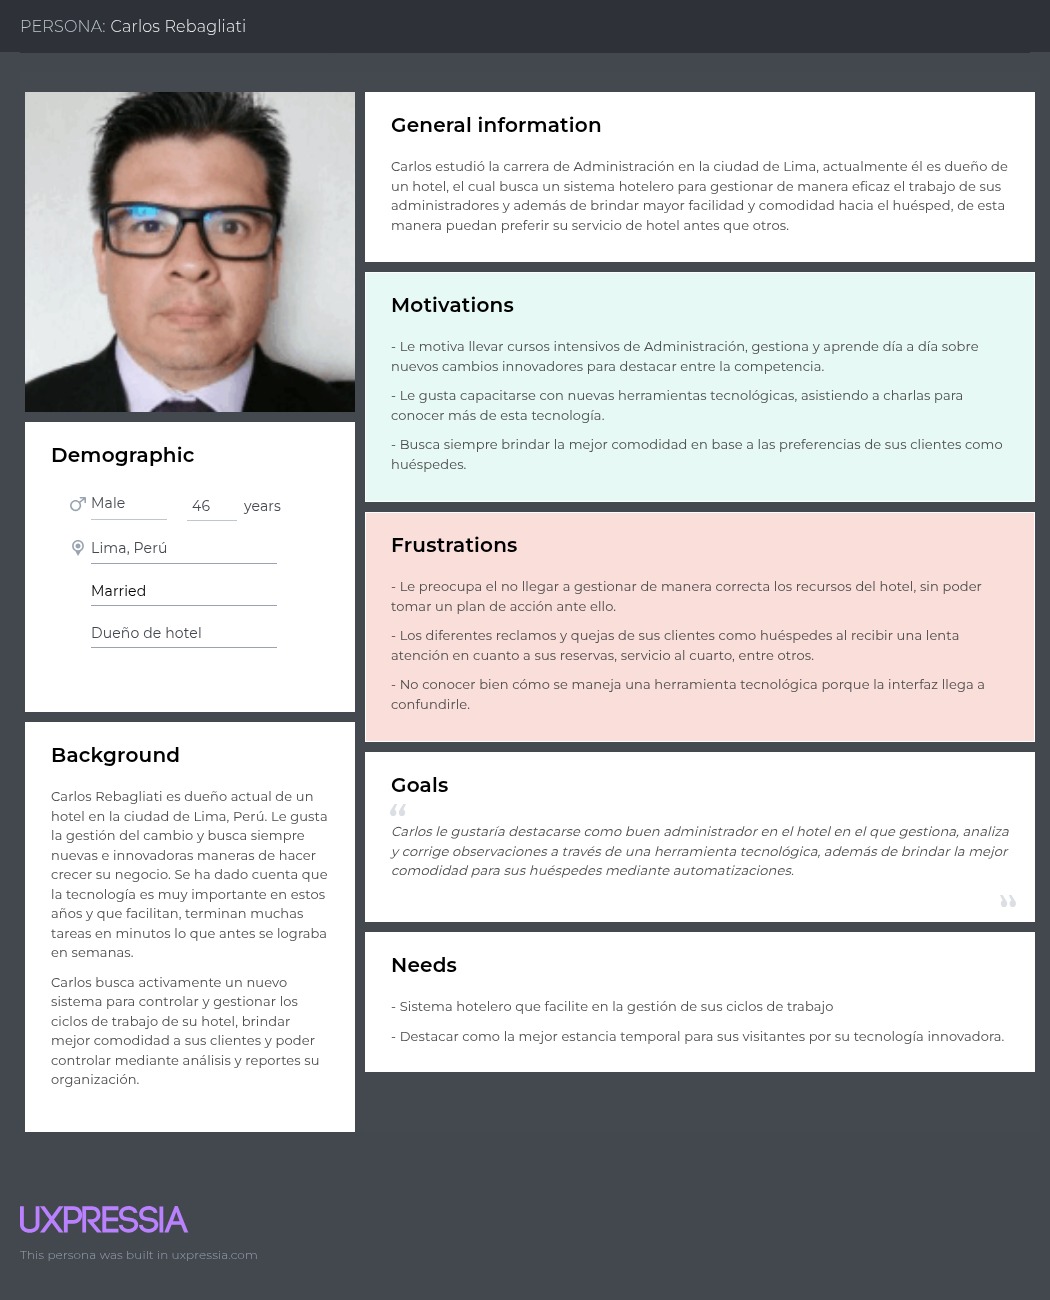 PERSONA: Carlos Rebagliati
Demographic
Male
46 years
Lima, Perú
Married
Dueño de hotel
Background
Carlos Rebagliati es dueño actual de un
hotel en la ciudad de Lima, Perú. Le gusta
la gestión del cambio y busca siempre
nuevas e innovadoras maneras de hacer
crecer su negocio. Se ha dado cuenta que
la tecnología es muy importante en estos
años y que facilitan, terminan muchas
tareas en minutos lo que antes se lograba
en semanas.
Carlos busca activamente un nuevo
sistema para controlar y gestionar los
ciclos de trabajo de su hotel, brindar
mejor comodidad a sus clientes y poder
controlar mediante análisis y reportes su
organización.
General information
Carlos estudió la carrera de Administración en la ciudad de Lima, actualmente él es dueño de
un hotel, el cual busca un sistema hotelero para gestionar de manera eficaz el trabajo de sus
administradores y además de brindar mayor facilidad y comodidad hacia el huésped, de esta
manera puedan preferir su servicio de hotel antes que otros.
Motivations
- Le motiva llevar cursos intensivos de Administración, gestiona y aprende día a día sobre
nuevos cambios innovadores para destacar entre la competencia.
- Le gusta capacitarse con nuevas herramientas tecnológicas, asistiendo a charlas para
conocer más de esta tecnología.
- Busca siempre brindar la mejor comodidad en base a las preferencias de sus clientes como
huéspedes.
Frustrations
- Le preocupa el no llegar a gestionar de manera correcta los recursos del hotel, sin poder
tomar un plan de acción ante ello.
- Los diferentes reclamos y quejas de sus clientes como huéspedes al recibir una lenta
atención en cuanto a sus reservas, servicio al cuarto, entre otros.
- No conocer bien cómo se maneja una herramienta tecnológica porque la interfaz llega a
confundirle.
Goals
“
Carlos le gustaría destacarse como buen administrador en el hotel en el que gestiona, analiza
y corrige observaciones a través de una herramienta tecnológica, además de brindar la mejor
comodidad para sus huéspedes mediante automatizaciones.
”
Needs
- Sistema hotelero que facilite en la gestión de sus ciclos de trabajo
- Destacar como la mejor estancia temporal para sus visitantes por su tecnología innovadora.
UXPRESSIA
This persona was built in uxpressia.com